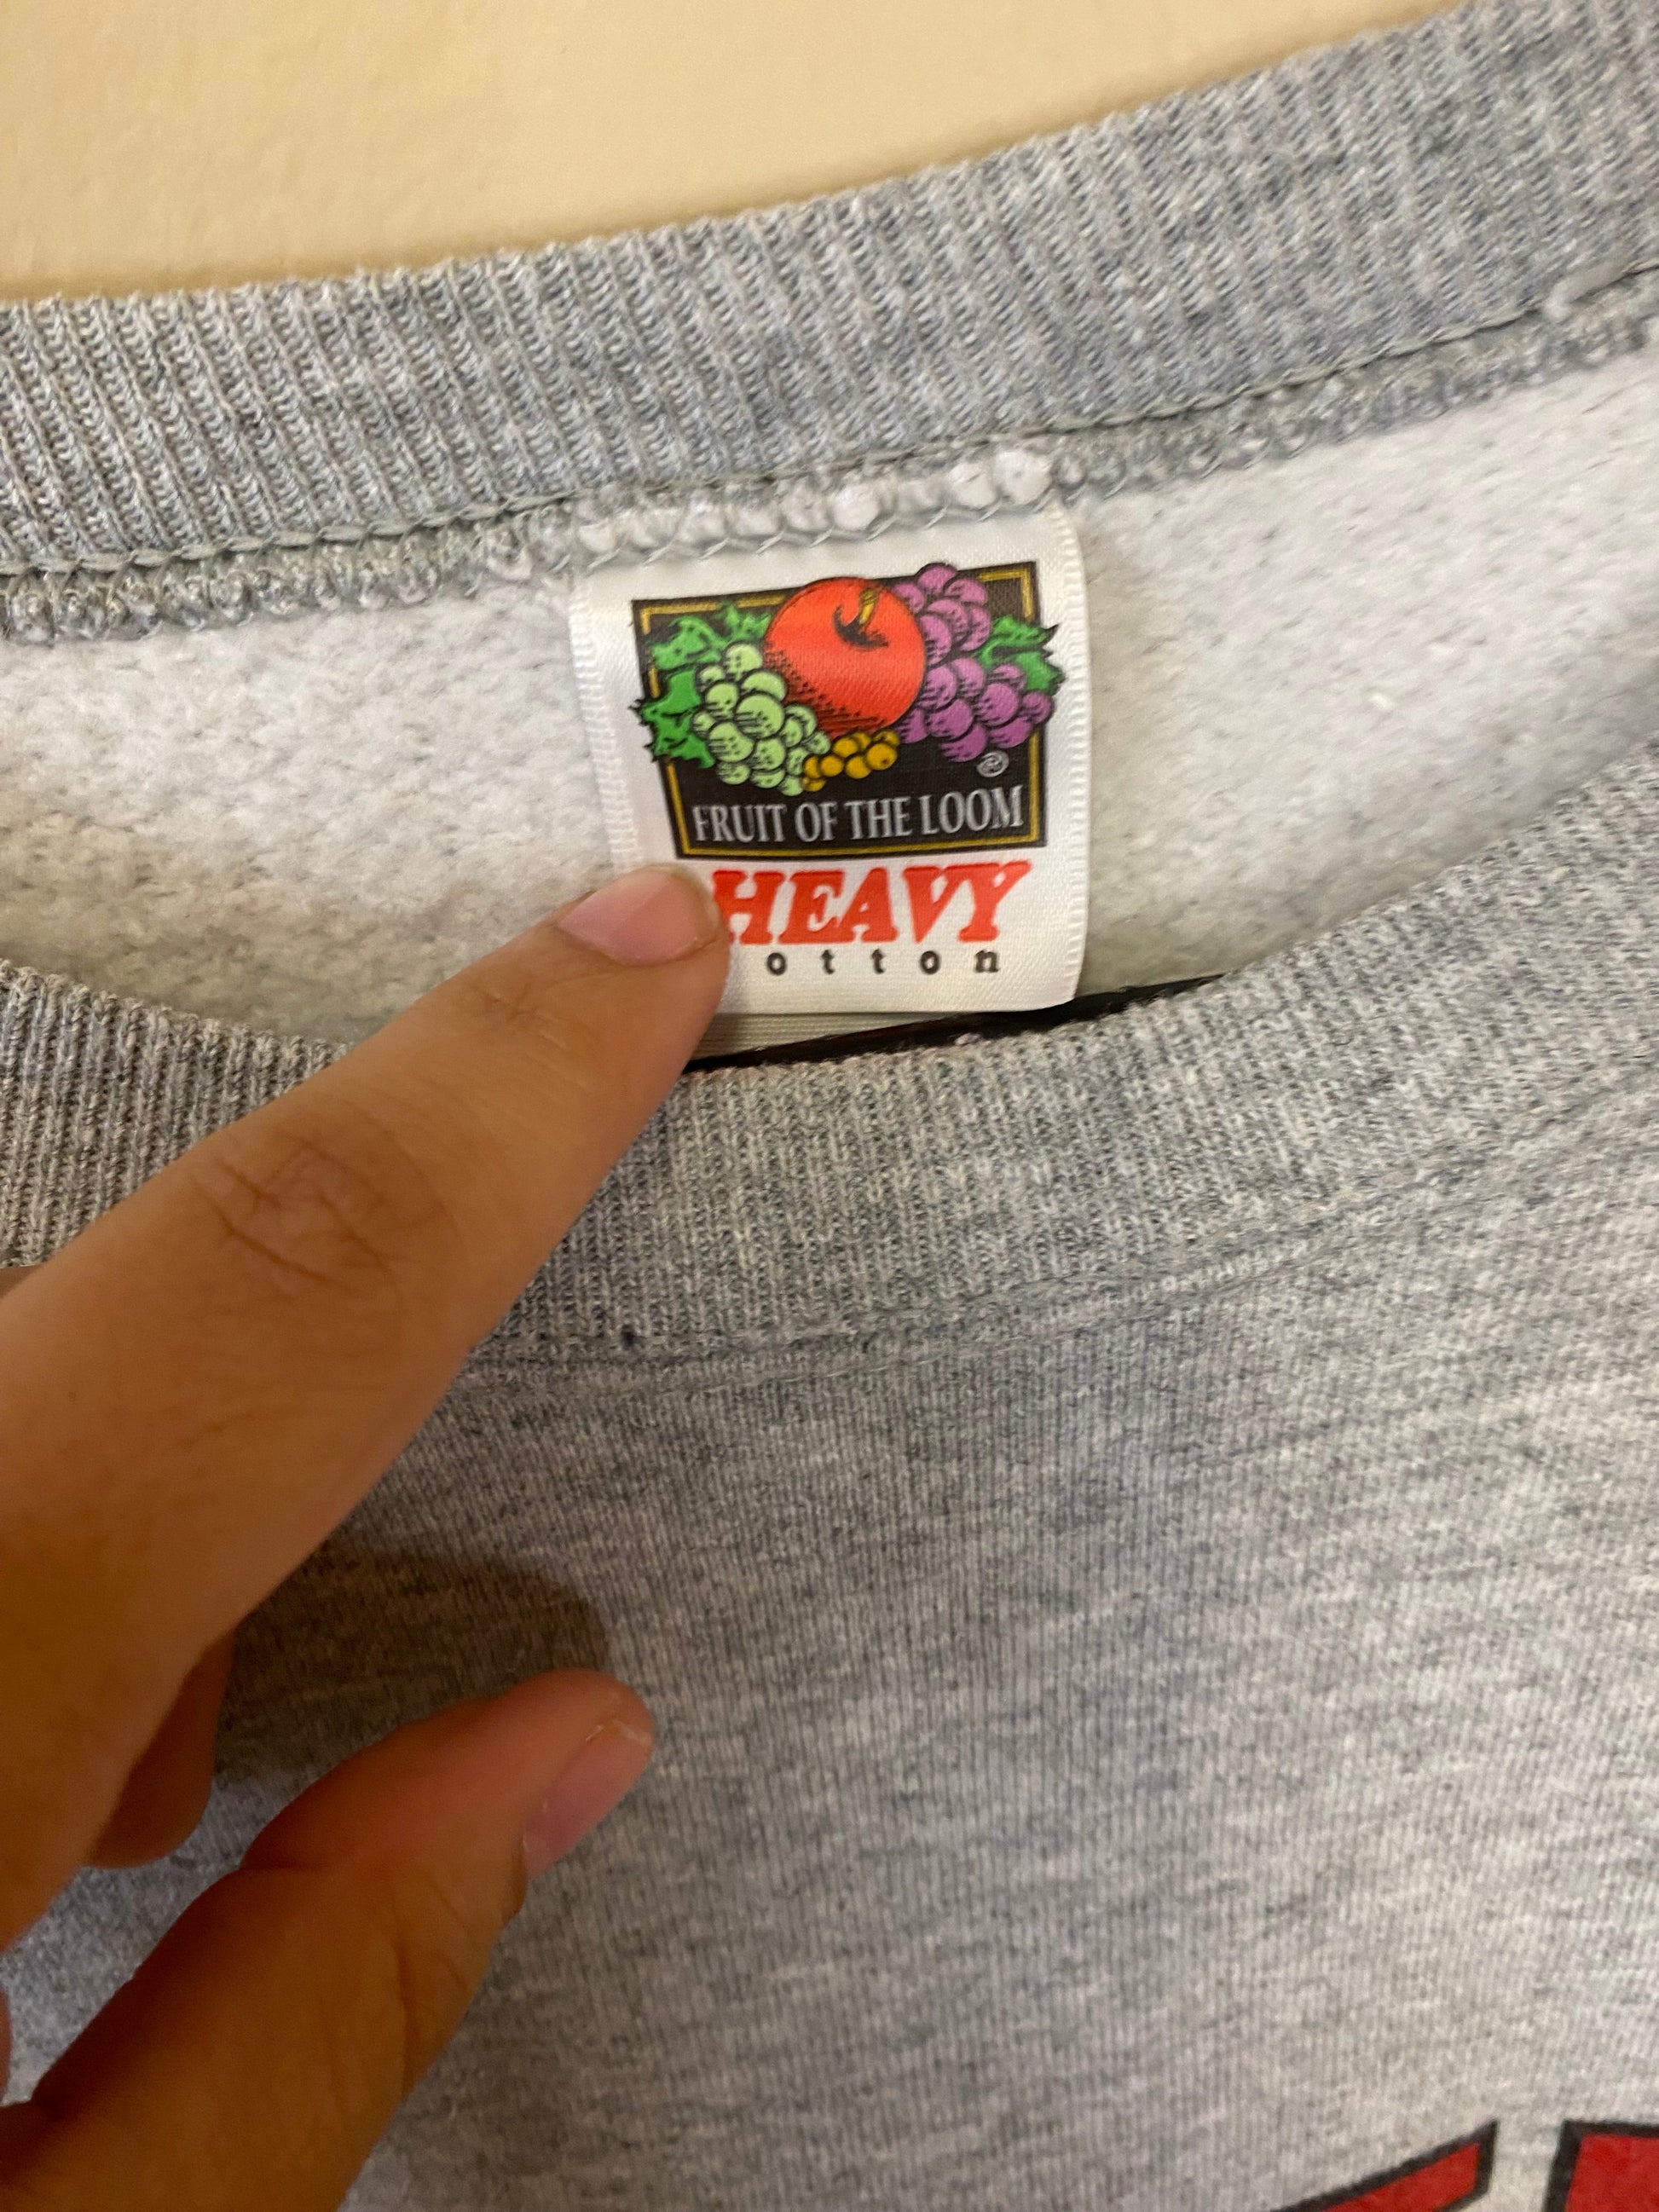 FRUIT OF THE LOOM
HEAVY
otton